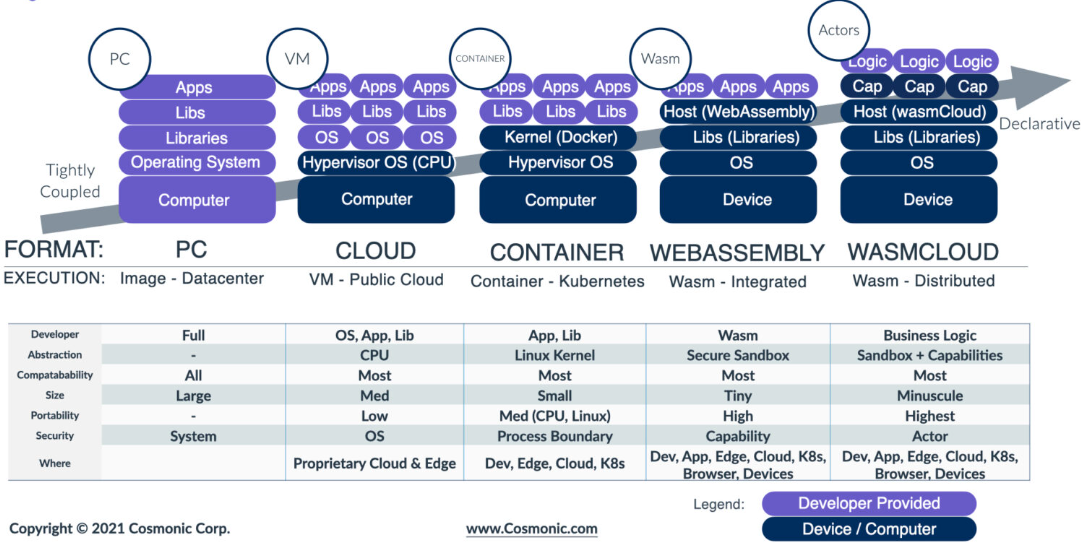 PC
VM
CONTAINER
Wasm
Actors
Apps
Libs
Libraries
Operating System
Computer
Apps Apps Apps
Libs Libs Libs
OS OS OS
Hypervisor OS (CPU)
Computer
Apps Apps Apps
Libs Libs Libs
Kernel (Docker)
Hypervisor OS
Computer
Apps Apps Apps
Host (WebAssembly)
Libs (Libraries)
OS
Device
Logic Logic Logic
Cap Cap Cap
Host (wasmCloud)
Libs (Libraries)
OS
Device
Tightly
Coupled
Declarative
FORMAT: PC CLOUD CONTAINER WEBASSEMBLY WASMCLOUD
EXECUTION: Image - Datacenter VM - Public Cloud Container - Kubernetes Wasm - Integrated Wasm - Distributed
Developer Full OS, App, Lib App, Lib Wasm Business Logic
Abstraction - CPU Linux Kernel Secure Sandbox Sandbox + Capabilities
Compatabability All Most Most Most Most
Size Large Med Small Tiny Minuscule
Portability - Low Med (CPU, Linux) High Highest
Security System OS Process Boundary Capability Actor
Where Proprietary Cloud & Edge Dev, Edge, Cloud, K8s Dev, App, Edge, Cloud, K8s, Dev, App, Edge, Cloud, K8s,
Browser, Devices Browser, Devices
Legend: Developer Provided
Device / Computer
Copyright © 2021 Cosmonic Corp. www.Cosmonic.com